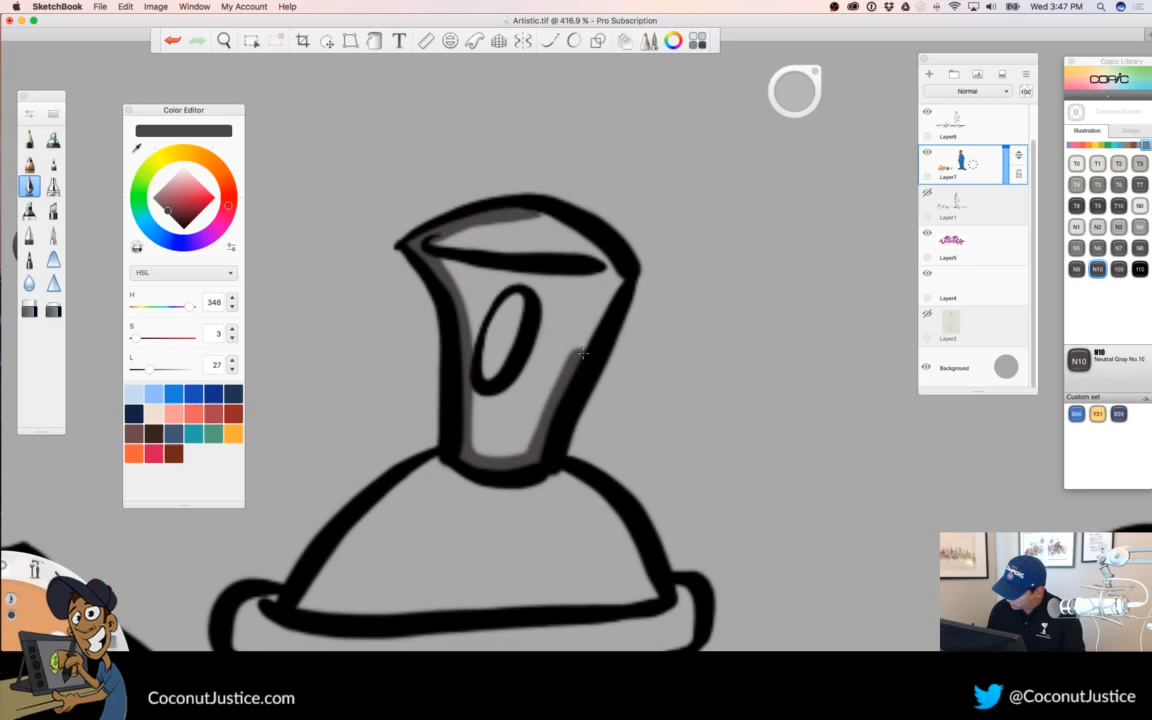 SketchBook File Edit Image Window My Account Help
Wed 3:47 PM
Artistic.tif @ 416.9 % - Pro Subscription
T
Color Editor
HSL
H 348
S 3
L 27
Normal
Layer6
Layer7
Layer1
Layer5
Layer4
Layer2
Background
Copic Library
COPIC
Illustration Design
T0 T1 T2 T3
T4 T5 T6 T7
T8 T9 T10 N0
N1 N2 N3 N4
N5 N6 N7 N8
N9 N10 100 110
N10
N10
Neutral Gray No.10
Custom set
Y21 B39
CoconutJustice.com
@CoconutJustice